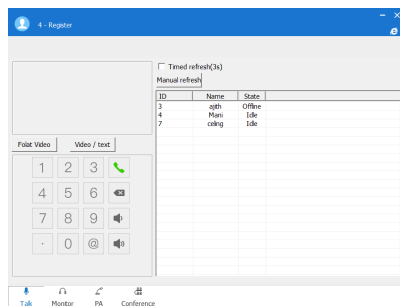 4 - Register
Timed refresh(3s)
Manual refresh
ID Name State
3 ajith Offline
4 Mani Idle
7 celing Idle
Folat Video Video / text
1 2 3
4 5 6
7 8 9
. 0 @
Talk Monitor PA Conference